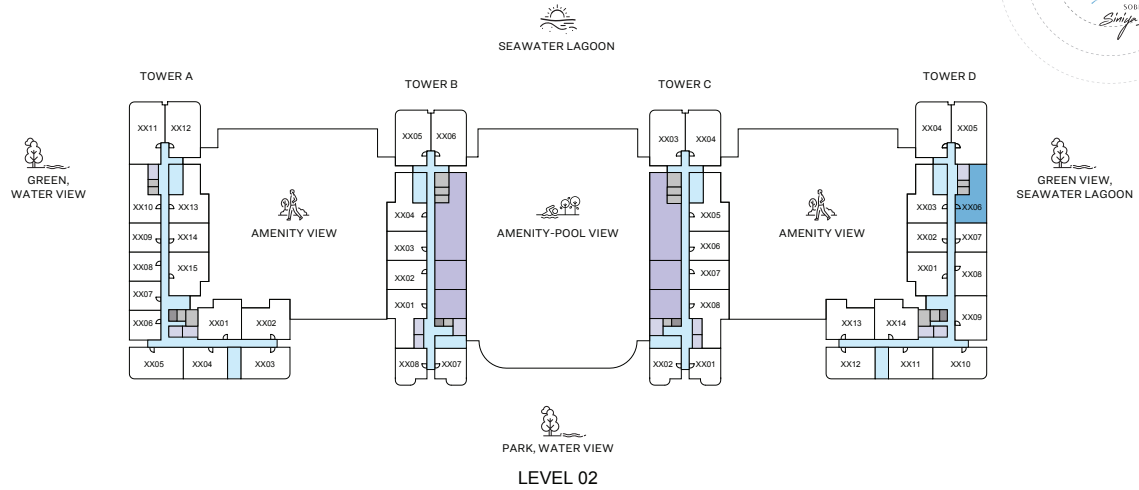 SOB
Siniya
SEAWATER LAGOON
TOWER A
TOWER B
TOWER C
TOWER D
XX11 XX12
XX05 XX06
XX03 XX04
XX04 XX05
GREEN,
WATER VIEW
GREEN VIEW,
SEAWATER LAGOON
XX10 XX13
XX09 XX14
XX08 XX15
XX07
XX06 XX01 XX02
XX05 XX04 XX03
AMENITY VIEW
XX04
XX03
XX02
XX01
XX08 XX07
AMENITY-POOL VIEW
XX05
XX06
XX07
XX08
XX02 XX01
AMENITY VIEW
XX03 XX06
XX02 XX07
XX01 XX08
XX09
XX13 XX14
XX12 XX11 XX10
PARK, WATER VIEW
LEVEL 02